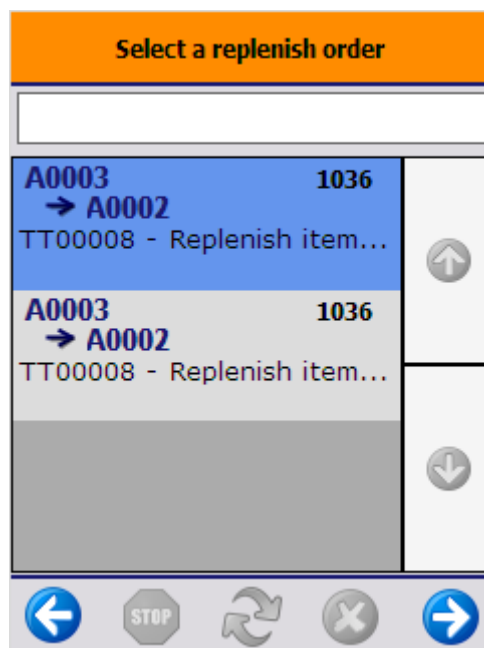 Select a replenish order
A0003 1036
➔ A0002
TT00008 - Replenish item...
A0003 1036
➔ A0002
TT00008 - Replenish item...
STOP